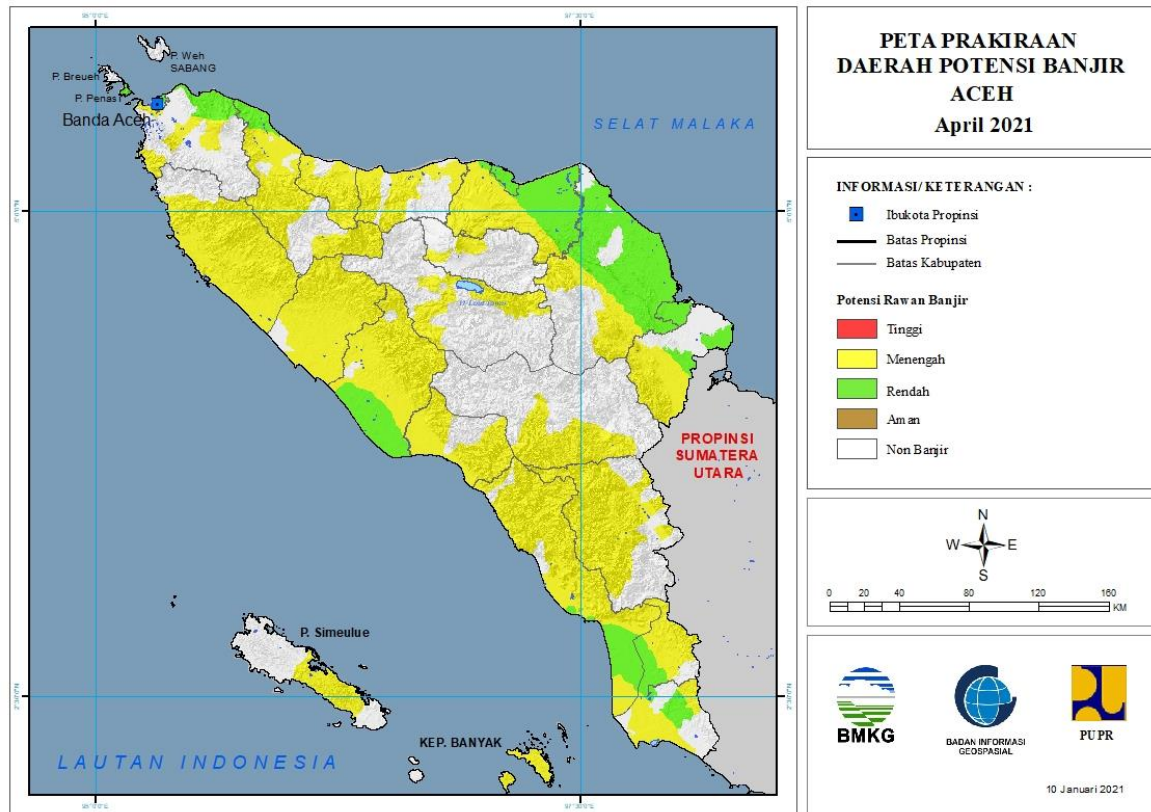 PETA PRAKIRAAN
DAERAH POTENSI BANJIR
ACEH
April 2021
INFORMASI/ KETERANGAN :
Ibukota Propinsi
Batas Propinsi
Batas Kabupaten
Potensi Rawan Banjir
Tinggi
Menengah
Rendah
Aman
Non Banjir
N
W E
S
0 20 40 80 120 160
KM
BMKG
BADAN INFORMASI
GEOSPASIAL
PUPR
10 Januari 2021
P. Weh
SABANG
P. Breueh
P. Penasi
Banda Aceh
SELAT MALAKA
PROPINSI
SUMATERA
UTARA
P. Simeulue
KEP. BANYAK
LAUTAN INDONESIA